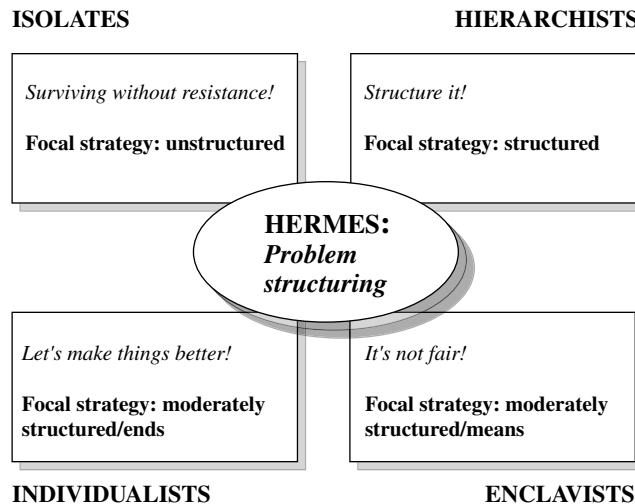 ISOLATES
HIERARCHISTS
Surviving without resistance!
Focal strategy: unstructured
Structure it!
Focal strategy: structured
HERMES:
Problem
structuring
Let's make things better!
Focal strategy: moderately
structured/ends
It's not fair!
Focal strategy: moderately
structured/means
INDIVIDUALISTS
ENCLAVISTS